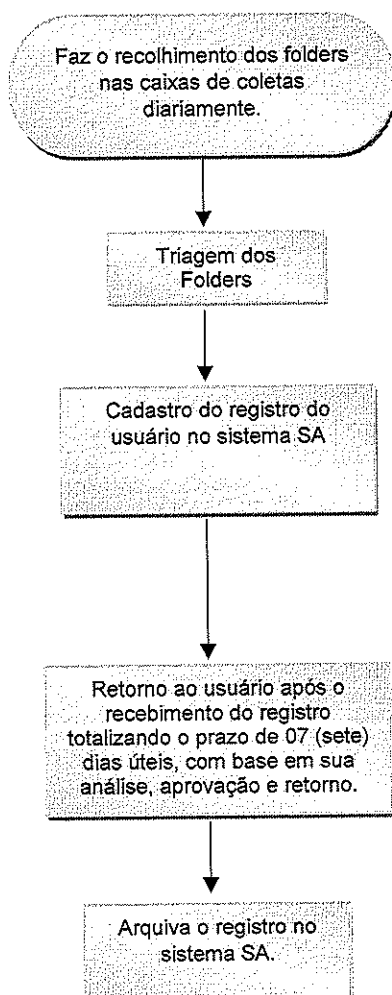 Faz o recolhimento dos folders
nas caixas de coletas
diariamente.
Triagem dos
Folders
Cadastro do registro do
usuário no sistema SA
Retorno ao usuário após o
recebimento do registro
totalizando o prazo de 07 (sete)
dias úteis, com base em sua
análise, aprovação e retorno.
Arquiva o registro no
sistema SA.